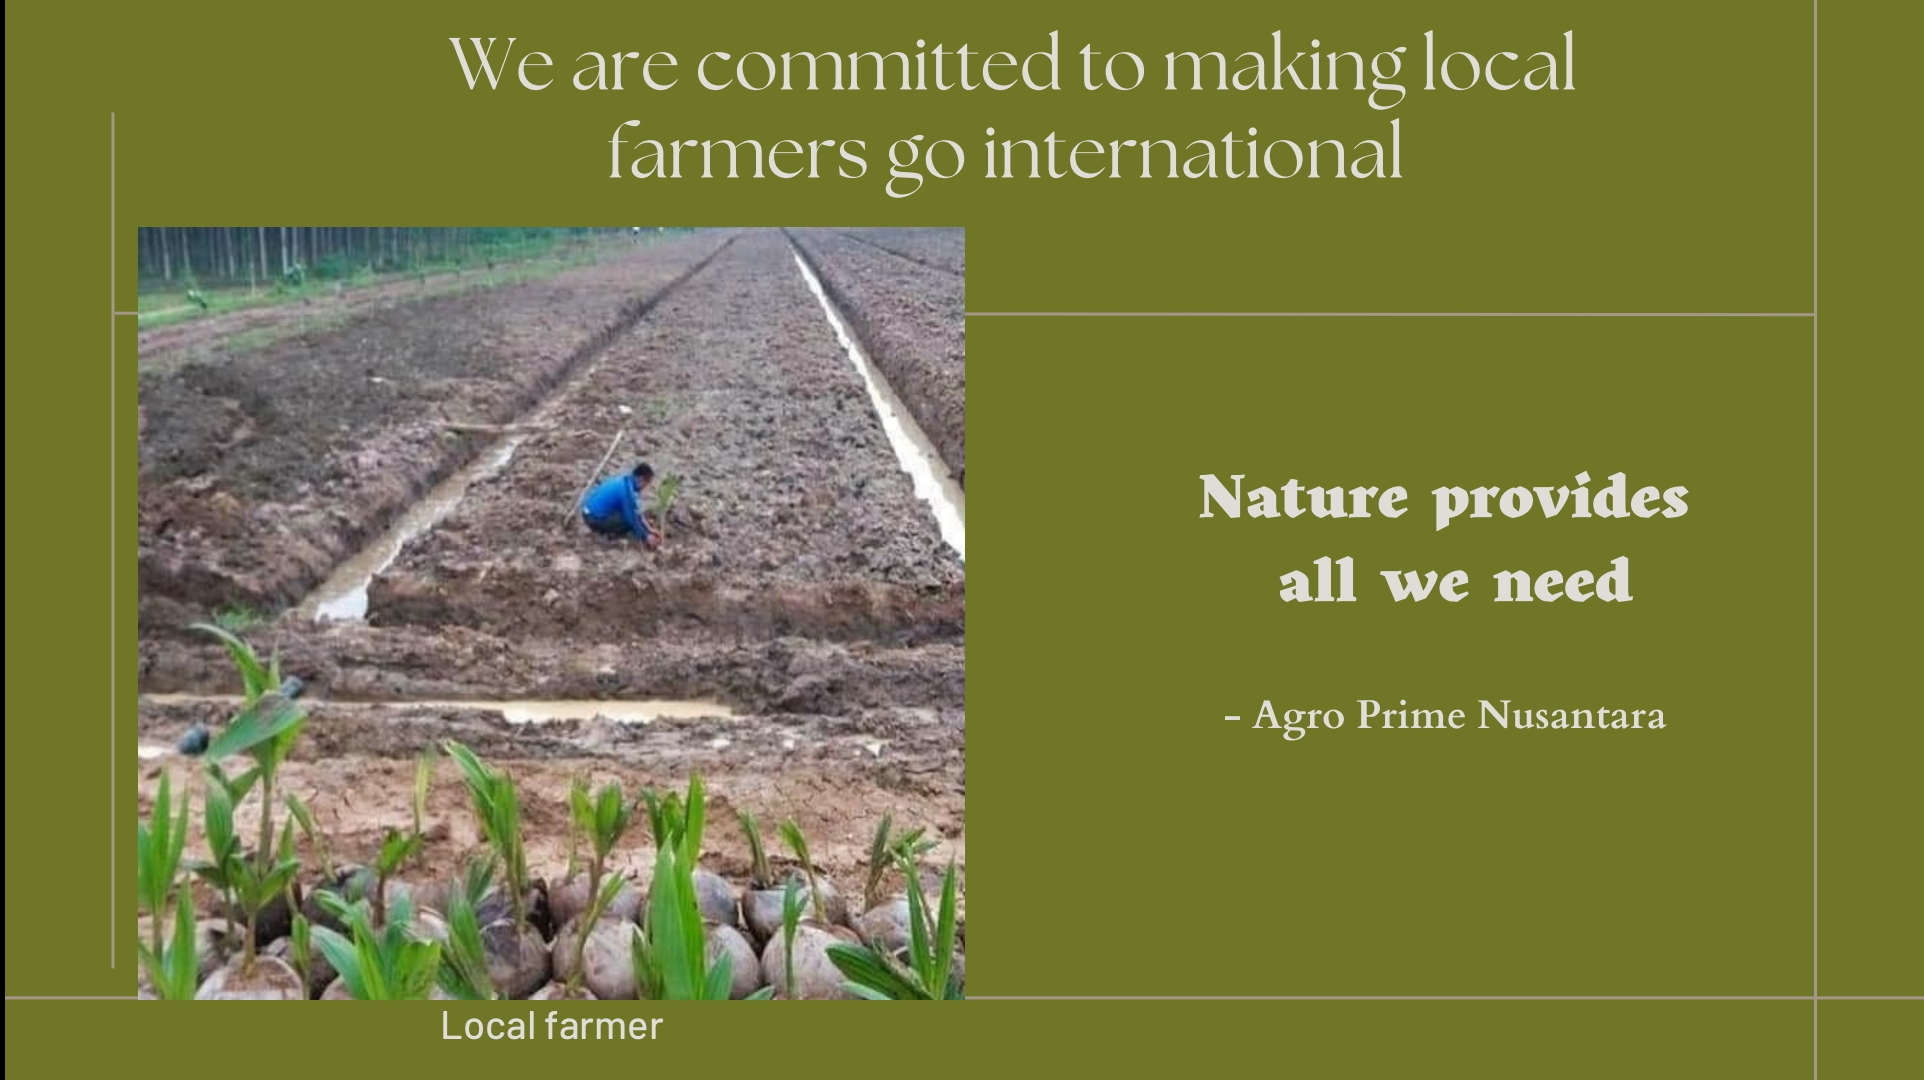 We are committed to making local
farmers go international
Nature provides
all we need
- Agro Prime Nusantara
Local farmer